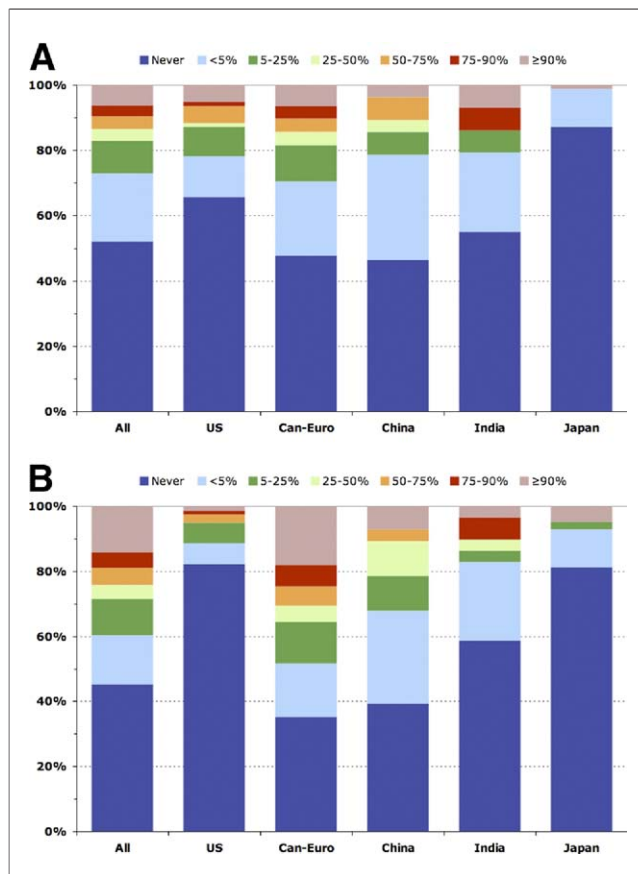 A
Never <5% 5-25% 25-50% 50-75% 75-90% ≥90%
100%
80%
60%
40%
20%
0%
All US Can-Euro China India Japan
B
Never <5% 5-25% 25-50% 50-75% 75-90% ≥90%
100%
80%
60%
40%
20%
0%
All US Can-Euro China India Japan